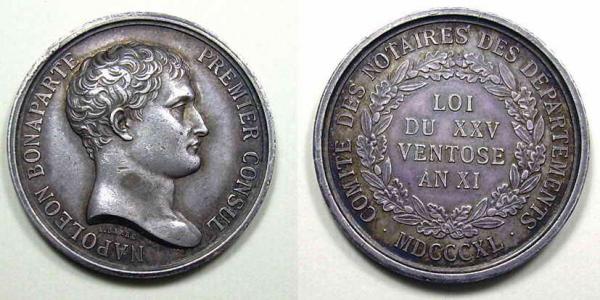 NAPOLEON BONAPARTE PREMIER CONSUL
COMITE DES NOTAIRES DES DEPARTEMENTS
LOI
DU XXV
VENTOSE
AN XI
· MDCCCXL ·